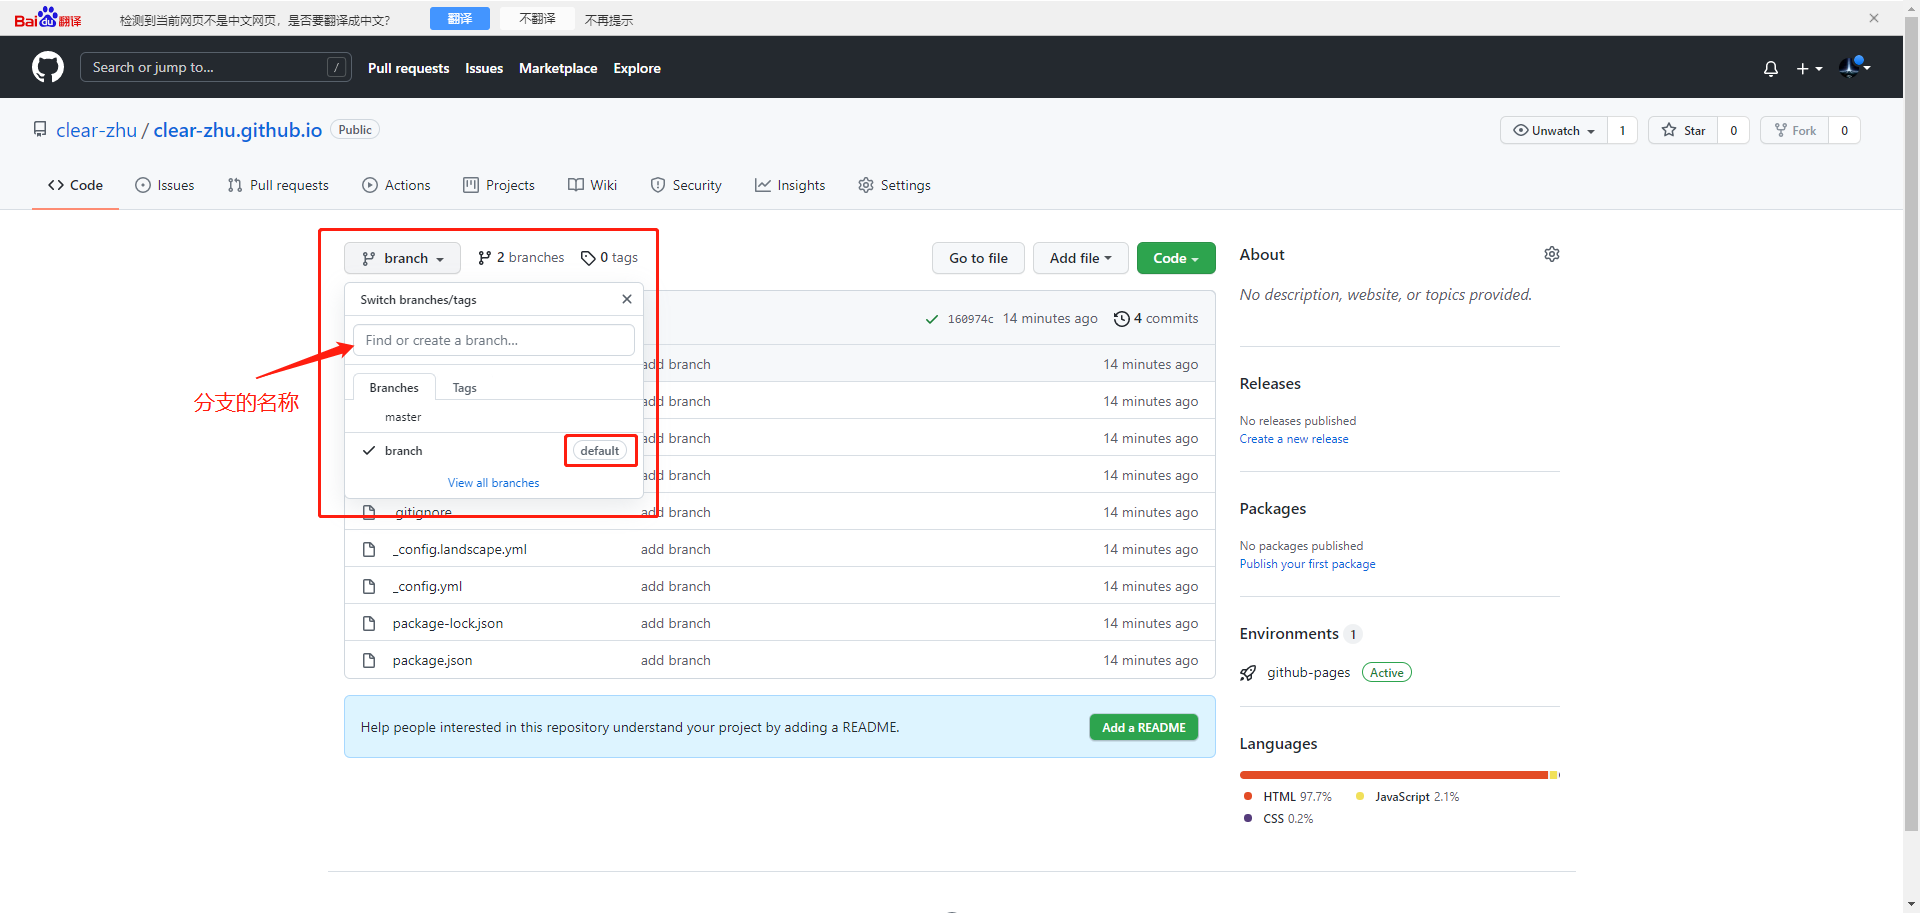 Bai du 翻译 检测到当前网页不是中文网页，是否要翻译成中文？ 翻译 不翻译 不再提示
Search or jump to... / Pull requests Issues Marketplace Explore
clear-zhu / clear-zhu.github.io Public Unwatch 1 Star 0 Fork 0
Code Issues Pull requests Actions Projects Wiki Security Insights Settings
branch 2 branches 0 tags Go to file Add file Code
Switch branches/tags
160974c 14 minutes ago 4 commits
Find or create a branch...
add branch 14 minutes ago
分支的名称
Branches Tags
add branch 14 minutes ago
master
add branch 14 minutes ago
branch default
add branch 14 minutes ago
View all branches
.gitignore add branch 14 minutes ago
_config.landscape.yml add branch 14 minutes ago
_config.yml add branch 14 minutes ago
package-lock.json add branch 14 minutes ago
package.json add branch 14 minutes ago
Help people interested in this repository understand your project by adding a README. Add a README
About
No description, website, or topics provided.
Releases
No releases published
Create a new release
Packages
No packages published
Publish your first package
Environments 1
github-pages Active
Languages
HTML 97.7% JavaScript 2.1%
CSS 0.2%